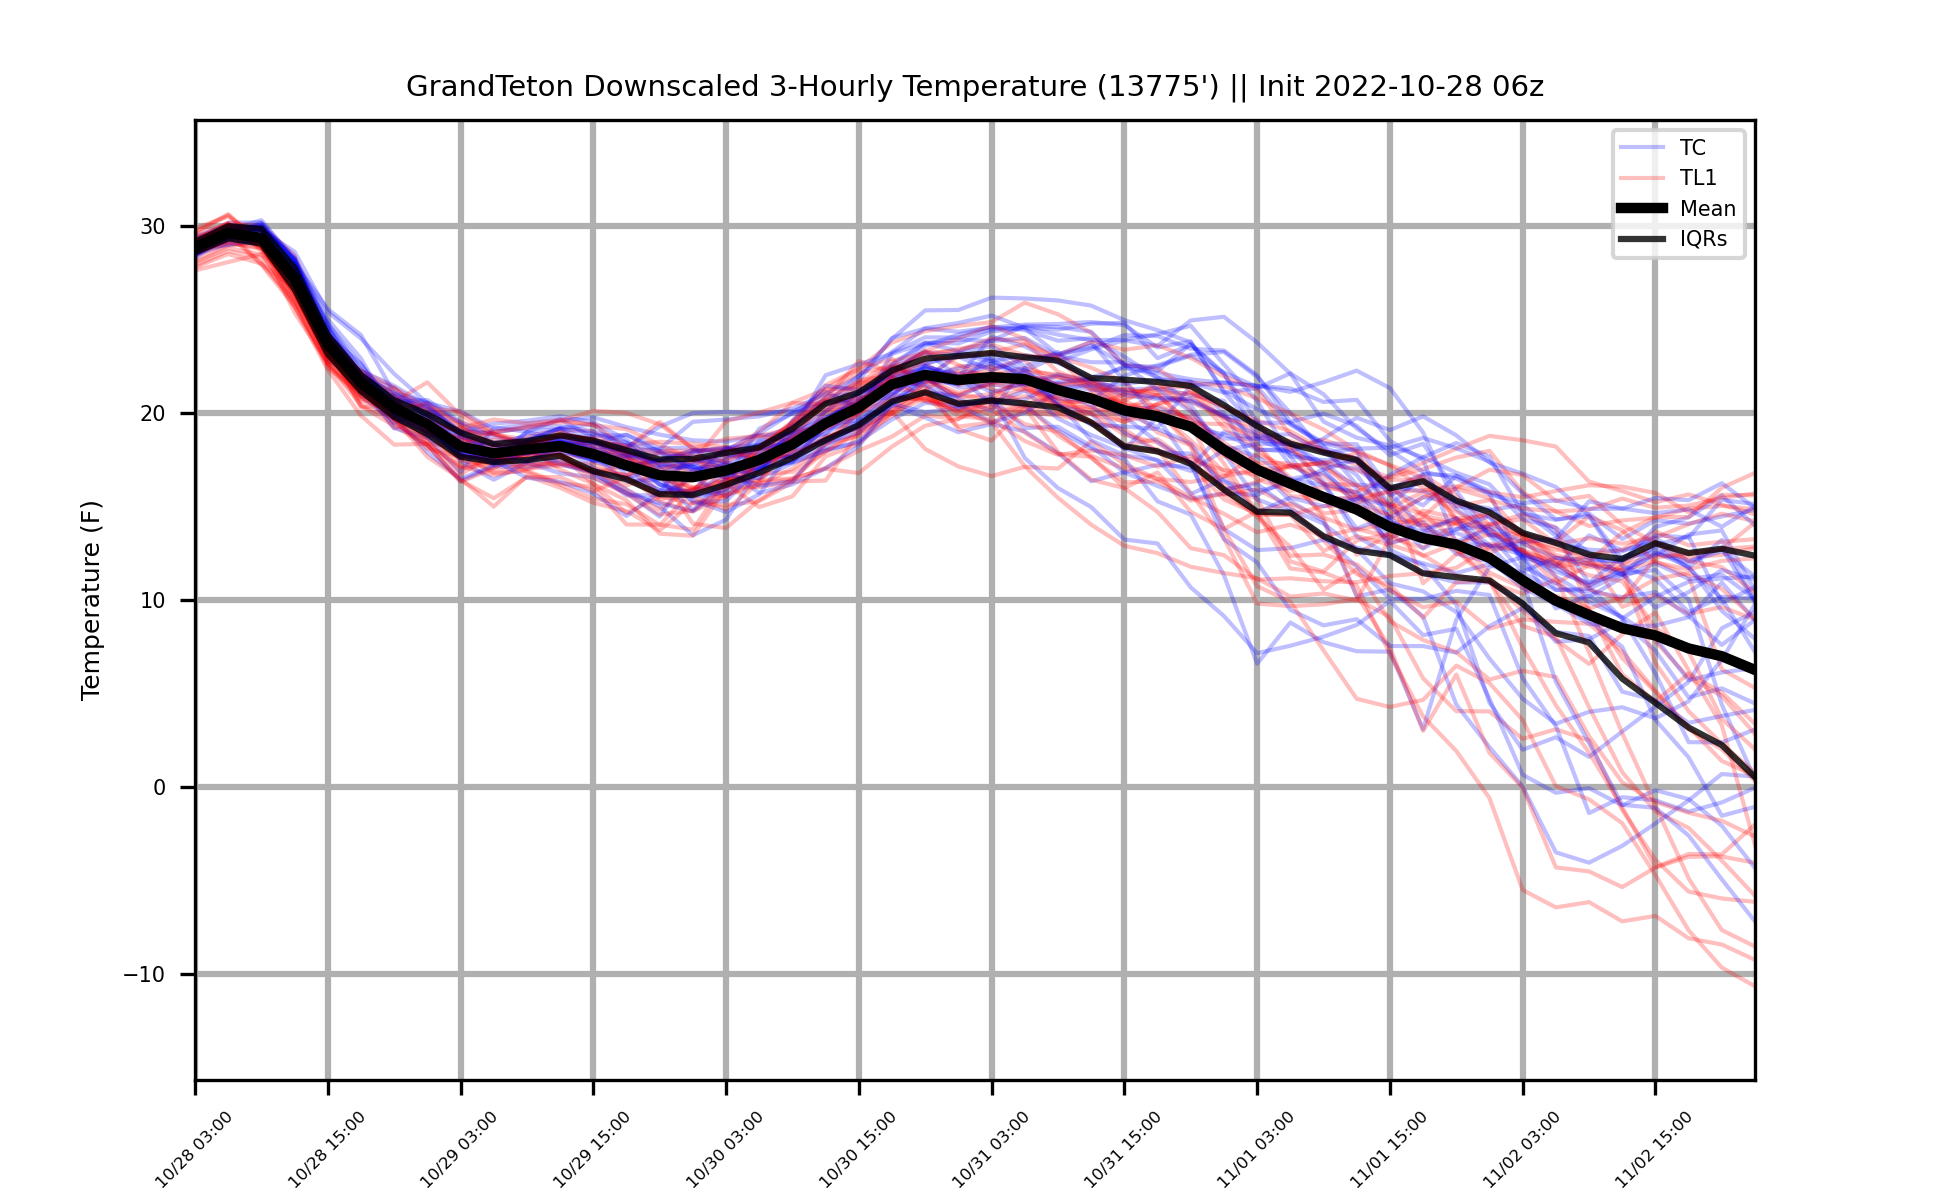 GrandTeton Downscaled 3-Hourly Temperature (13775') || Init 2022-10-28 06z
TC
TL1
Mean
IQRs
Temperature (F)
30
20
10
0
−10
10/28 03:00
10/28 15:00
10/29 03:00
10/29 15:00
10/30 03:00
10/30 15:00
10/31 03:00
10/31 15:00
11/01 03:00
11/01 15:00
11/02 03:00
11/02 15:00